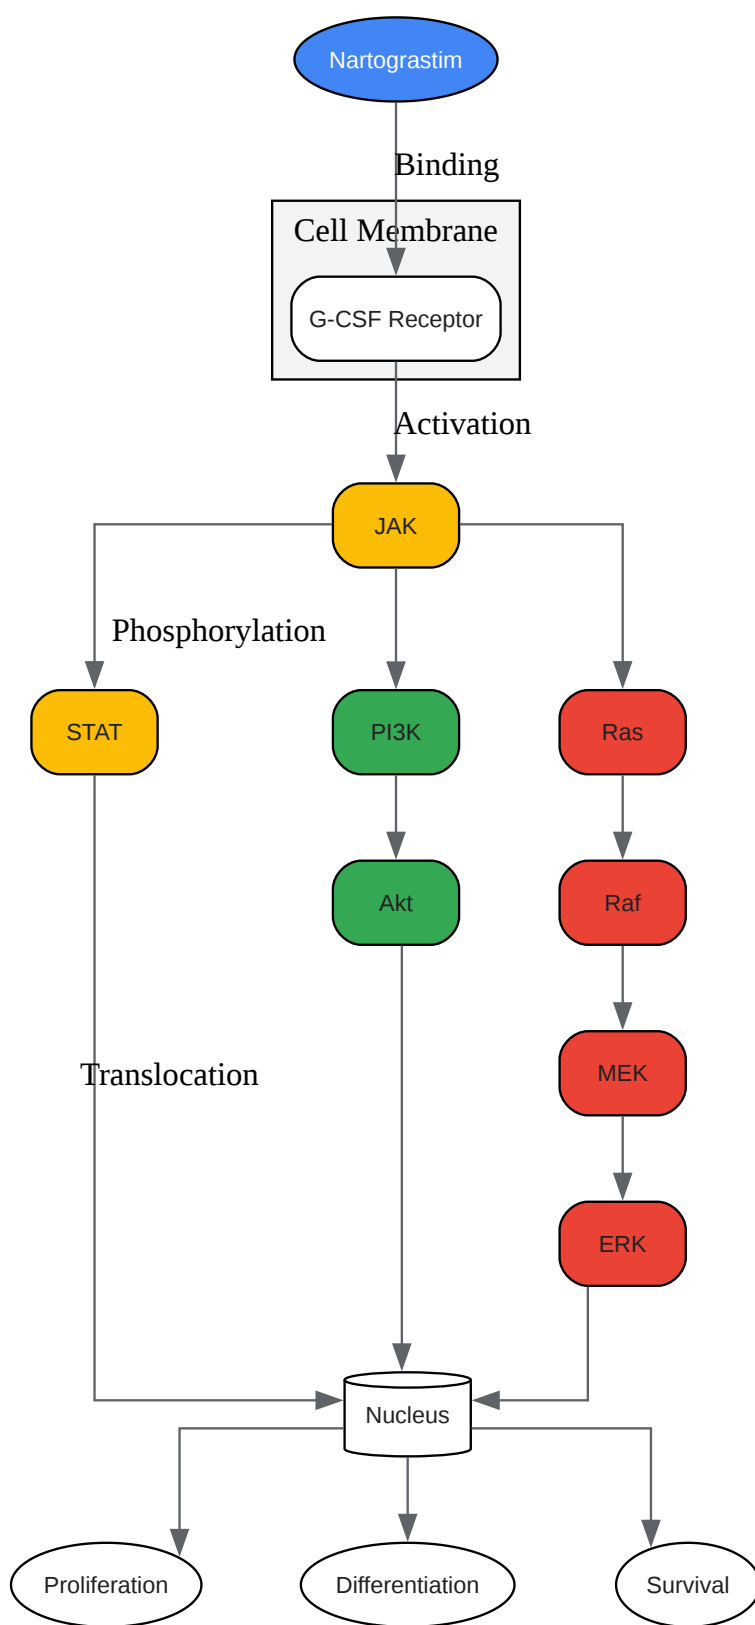 Nartograstim
Binding
Cell Membrane
G-CSF Receptor
Activation
JAK
Phosphorylation
STAT
PI3K
Ras
Akt
Raf
Translocation
MEK
ERK
Nucleus
Proliferation
Differentiation
Survival